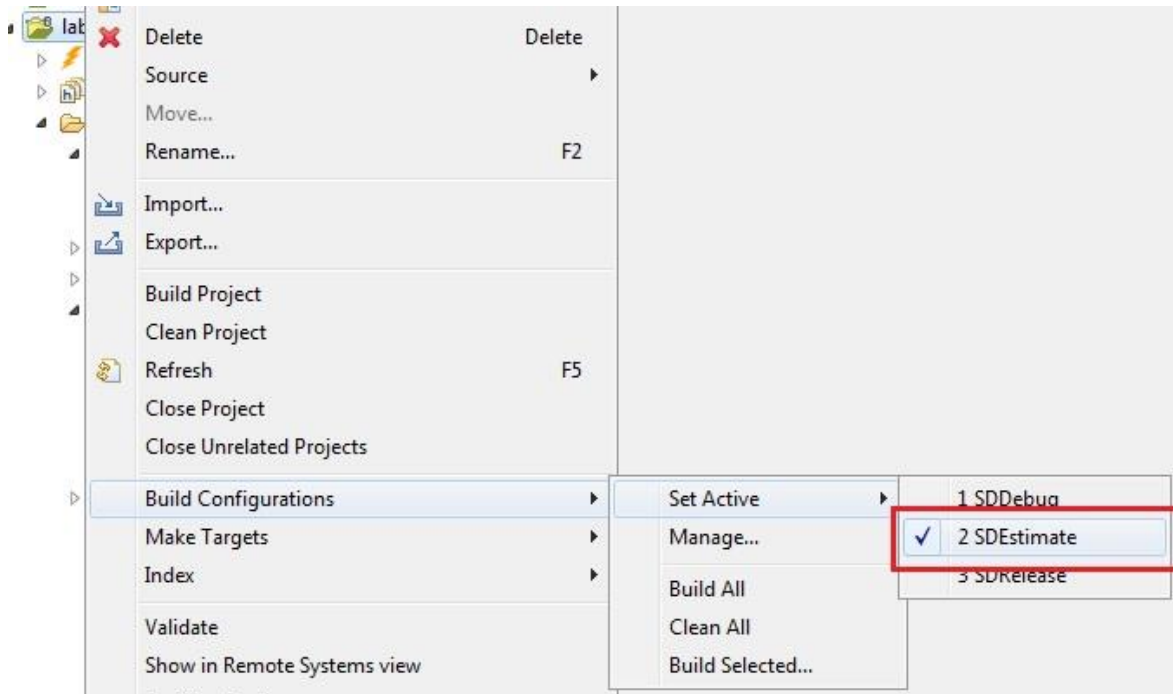 lab
Delete Delete
Source
Move...
Rename... F2
Import...
Export...
Build Project
Clean Project
Refresh F5
Close Project
Close Unrelated Projects
Build Configurations
Make Targets
Index
Validate
Show in Remote Systems view
Set Active
Manage...
Build All
Clean All
Build Selected...
1 SDDebug
2 SDEstimate
3 SDRelease